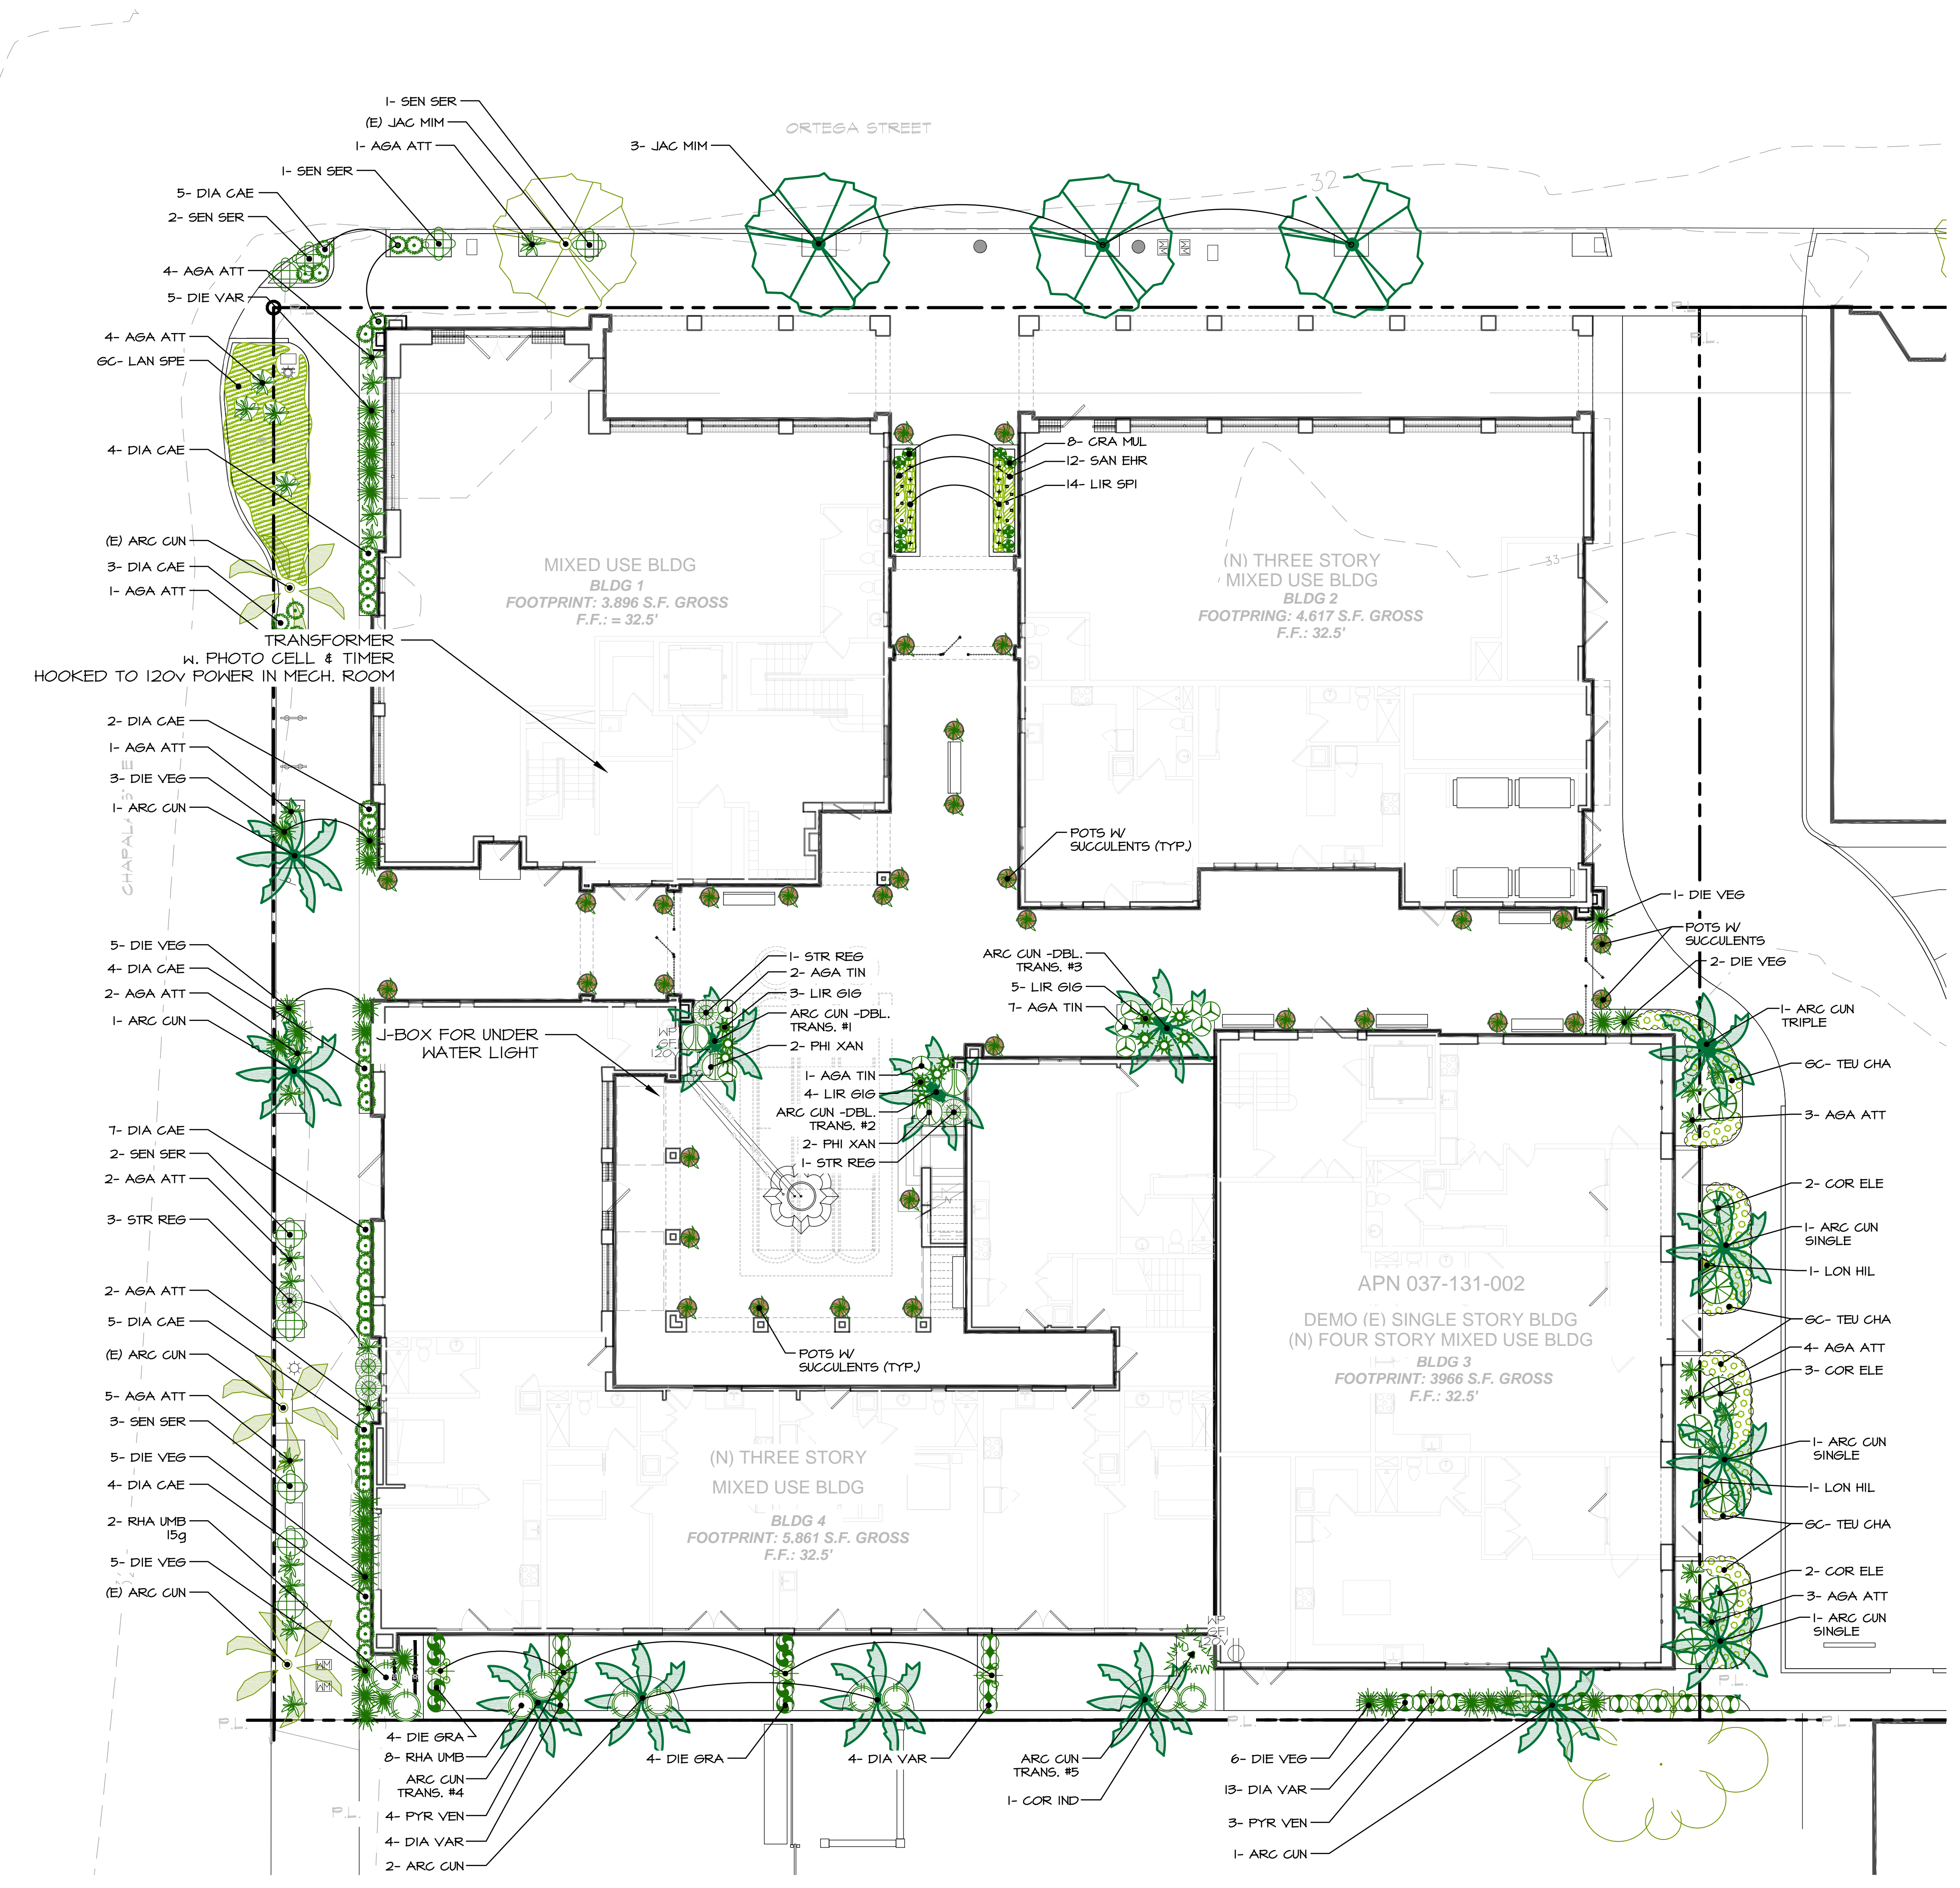 ORTEGA STREET
1- SEN SER
(E) JAC MIM
1- AGA ATT
3- JAC MIM
1- SEN SER
5- DIA CAE
2- SEN SER
4- AGA ATT
5- DIE VAR
4- AGA ATT
GC- LAN SPE
4- DIA CAE
(E) ARC CUN
3- DIA CAE
1- AGA ATT
TRANSFORMER
W. PHOTO CELL & TIMER
HOOKED TO 120v POWER IN MECH. ROOM
2- DIA CAE
1- AGA ATT
3- DIE VEG
1- ARC CUN
5- DIE VEG
4- DIA CAE
2- AGA ATT
1- ARC CUN
7- DIA CAE
2- SEN SER
2- AGA ATT
3- STR REG
2- AGA ATT
5- DIA CAE
(E) ARC CUN
5- AGA ATT
3- SEN SER
5- DIE VEG
4- DIA CAE
2- RHA UMB
15g
5- DIE VEG
(E) ARC CUN
32
P.L.
P.L.
8- CRA MUL
12- SAN EHR
14- LIR SPI
MIXED USE BLDG
BLDG 1
FOOTPRINT: 3.896 S.F. GROSS
F.F.: = 32.5'
(N) THREE STORY
MIXED USE BLDG
BLDG 2
FOOTPRING: 4.617 S.F. GROSS
F.F.: 32.5'
33
POTS W/
SUCCULENTS (TYP.)
1- DIE VEG
POTS W/
SUCCULENTS
2- DIE VEG
1- STR REG
2- AGA TIN
3- LIR GIG
ARC CUN -DBL.
TRANS. #1
2- PHI XAN
ARC CUN -DBL.
TRANS. #3
5- LIR GIG
7- AGA TIN
J-BOX FOR UNDER
WATER LIGHT
WP
GFI
120V
1- AGA TIN
4- LIR GIG
ARC CUN -DBL.
TRANS. #2
2- PHI XAN
1- STR REG
1- ARC CUN
TRIPLE
GC- TEU CHA
3- AGA ATT
2- COR ELE
1- ARC CUN
SINGLE
1- LON HIL
GC- TEU CHA
4- AGA ATT
3- COR ELE
1- ARC CUN
SINGLE
1- LON HIL
GC- TEU CHA
2- COR ELE
3- AGA ATT
1- ARC CUN
SINGLE
APN 037-131-002
DEMO (E) SINGLE STORY BLDG
(N) FOUR STORY MIXED USE BLDG
BLDG 3
FOOTPRINT: 3966 S.F. GROSS
F.F.: 32.5'
POTS W/
SUCCULENTS (TYP.)
(N) THREE STORY
MIXED USE BLDG
BLDG 4
FOOTPRINT: 5.861 S.F. GROSS
F.F.: 32.5'
WP
GFI
120V
WM
WM
P.L.
P.L.
P.L.
P.L.
P.L.
4- DIE GRA
8- RHA UMB
ARC CUN
TRANS. #4
4- PYR VEN
4- DIA VAR
2- ARC CUN
4- DIE GRA
4- DIA VAR
ARC CUN
TRANS. #5
1- COR IND
6- DIE VEG
13- DIA VAR
3- PYR VEN
1- ARC CUN